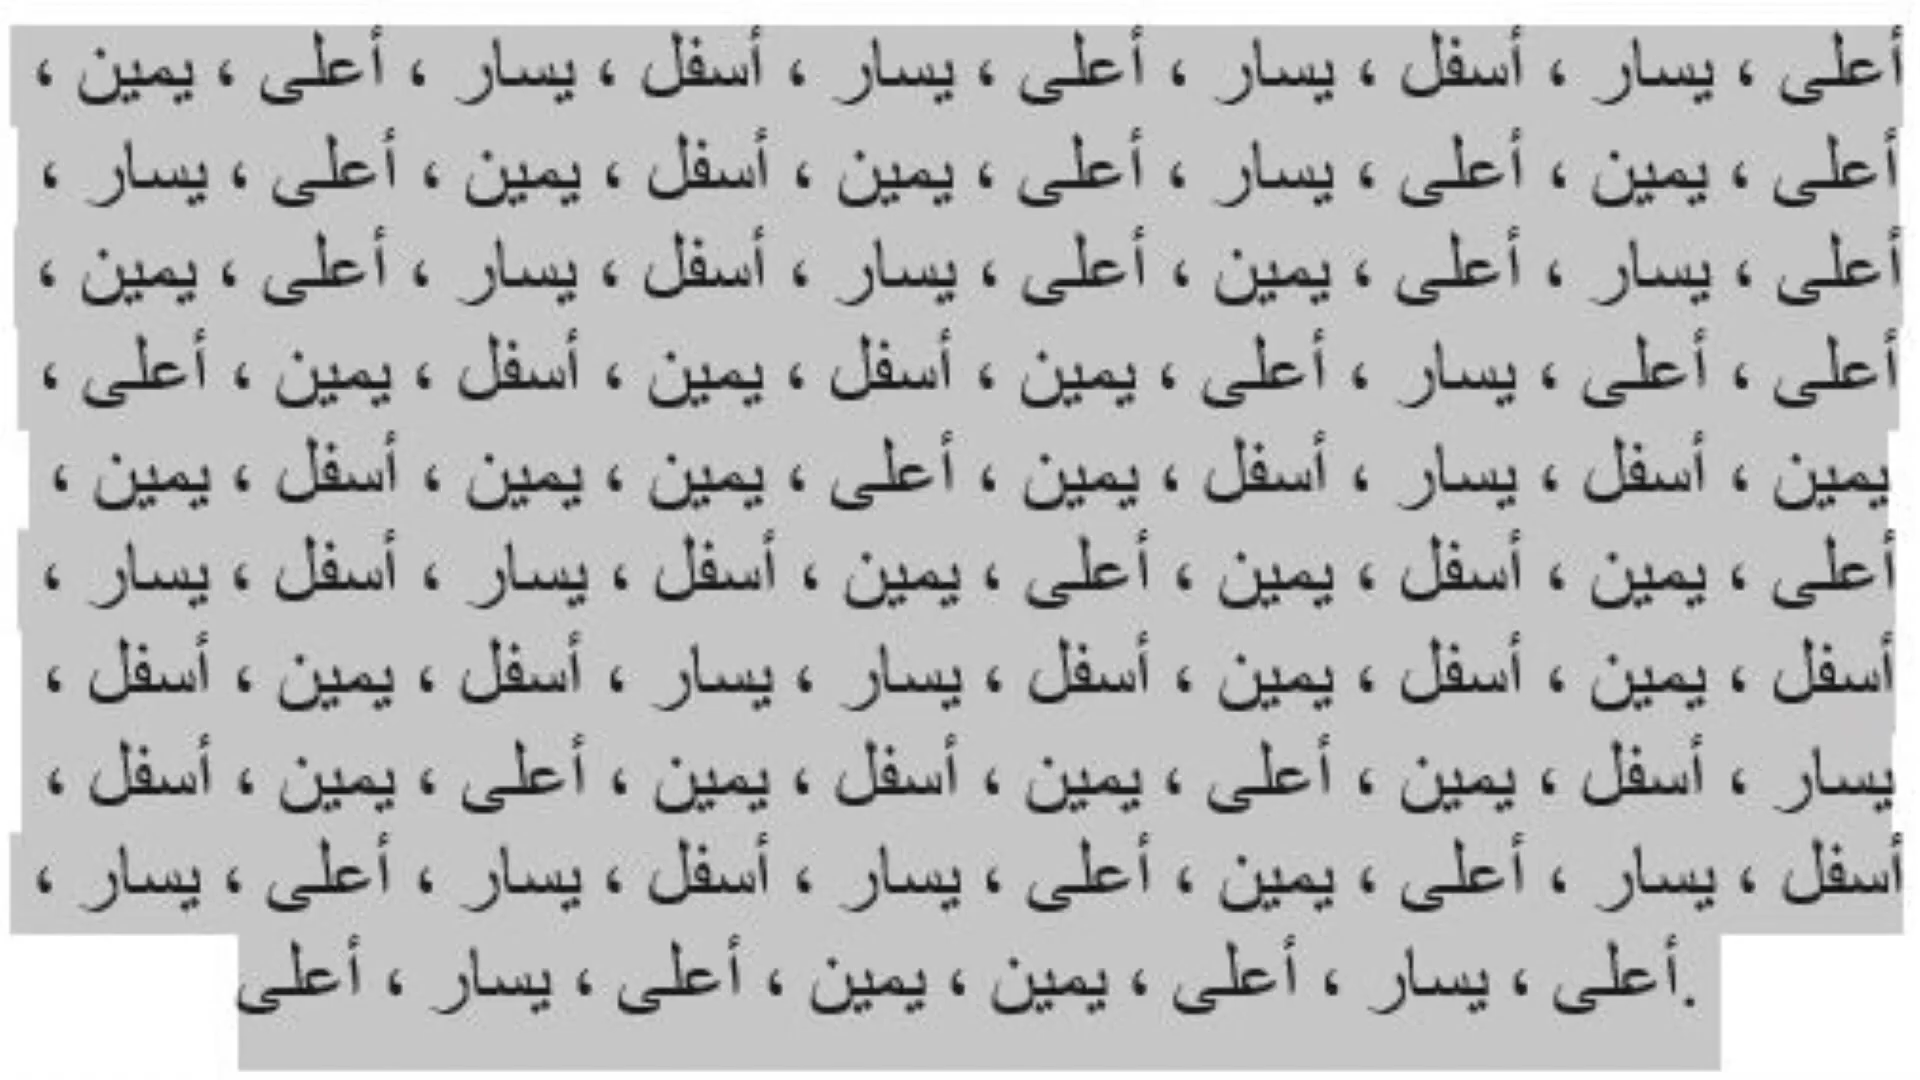 أعلى ، يسار ، أسفل ، يسار ، أعلى ، يسار ، أسفل ، يسار ، أعلى ، يمين ،
أعلى ، يمين ، أعلى ، يسار ، أعلى ، يمين ، أسفل ، يمين ، أعلى ، يسار ،
أعلى ، يسار ، أعلى ، يمين ، أعلى ، يسار ، أسفل ، يسار ، أعلى ، يمين ،
أعلى ، أعلى ، يسار ، أعلى ، يمين ، أسفل ، يمين ، أسفل ، يمين ، أعلى ،
يمين ، أسفل ، يسار ، أسفل ، يمين ، أعلى ، يمين ، يمين ، أسفل ، يمين ،
أعلى ، يمين ، أسفل ، يمين ، أعلى ، يمين ، أسفل ، يسار ، أسفل ، يسار ،
أسفل ، يمين ، أسفل ، يمين ، أسفل ، يسار ، يسار ، أسفل ، يمين ، أسفل ،
يسار ، أسفل ، يمين ، أعلى ، يمين ، أسفل ، يمين ، أعلى ، يمين ، أسفل ،
أسفل ، يسار ، أعلى ، يمين ، أعلى ، يسار ، أسفل ، يسار ، أعلى ، يسار ،
.أعلى ، يسار ، أعلى ، يمين ، يمين ، أعلى ، يسار ، أعلى